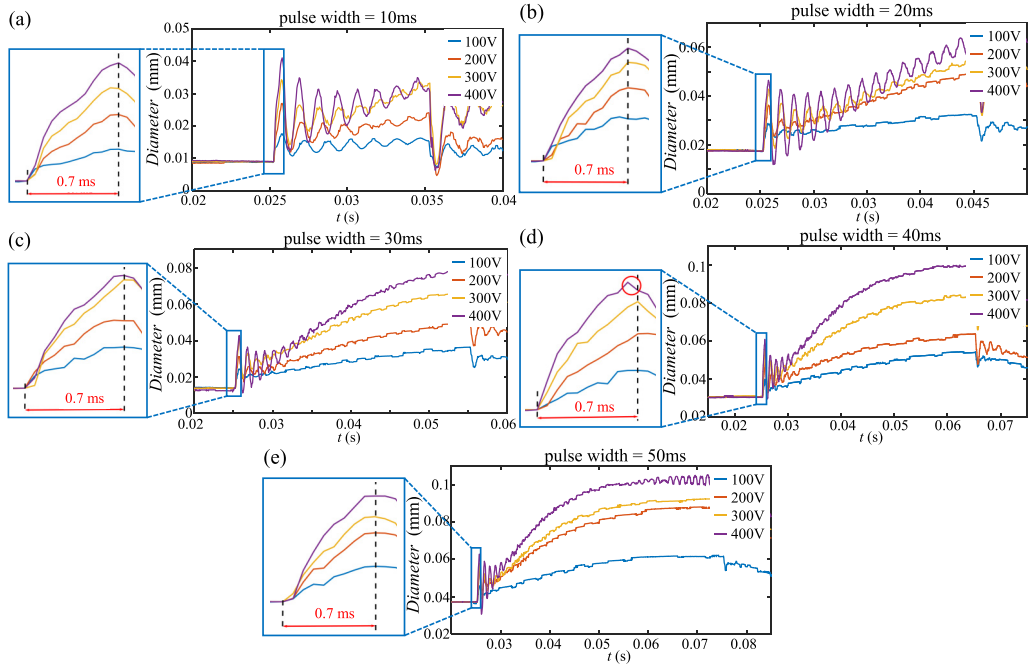 (a)
pulse width = 10ms
0.05
0.04
0.03
0.02
0.01
0
Diameter (mm)
100V
200V
300V
400V
0.7 ms
0.02
0.025
0.03
0.035
0.04
t (s)
(b)
pulse width = 20ms
0.06
0.04
0.02
0
Diameter (mm)
100V
200V
300V
400V
0.7 ms
0.02
0.025
0.03
0.03
0.04
0.045
t (s)
(c)
pulse width = 30ms
0.08
0.06
0.04
0.02
0
Diameter (mm)
100V
200V
300V
400V
0.7 ms
0.02
0.03
0.04
0.05
0.06
t (s)
(d)
pulse width = 40ms
0.1
0.08
0.06
0.04
0.02
Diameter (mm)
100V
200V
300V
400V
0.7 ms
0.02
0.03
0.04
0.05
0.06
0.07
t (s)
(e)
pulse width = 50ms
0.1
0.08
0.06
0.04
0.02
Diameter (mm)
100V
200V
300V
400V
0.7 ms
0.03
0.04
0.05
0.06
0.07
0.08
t (s)